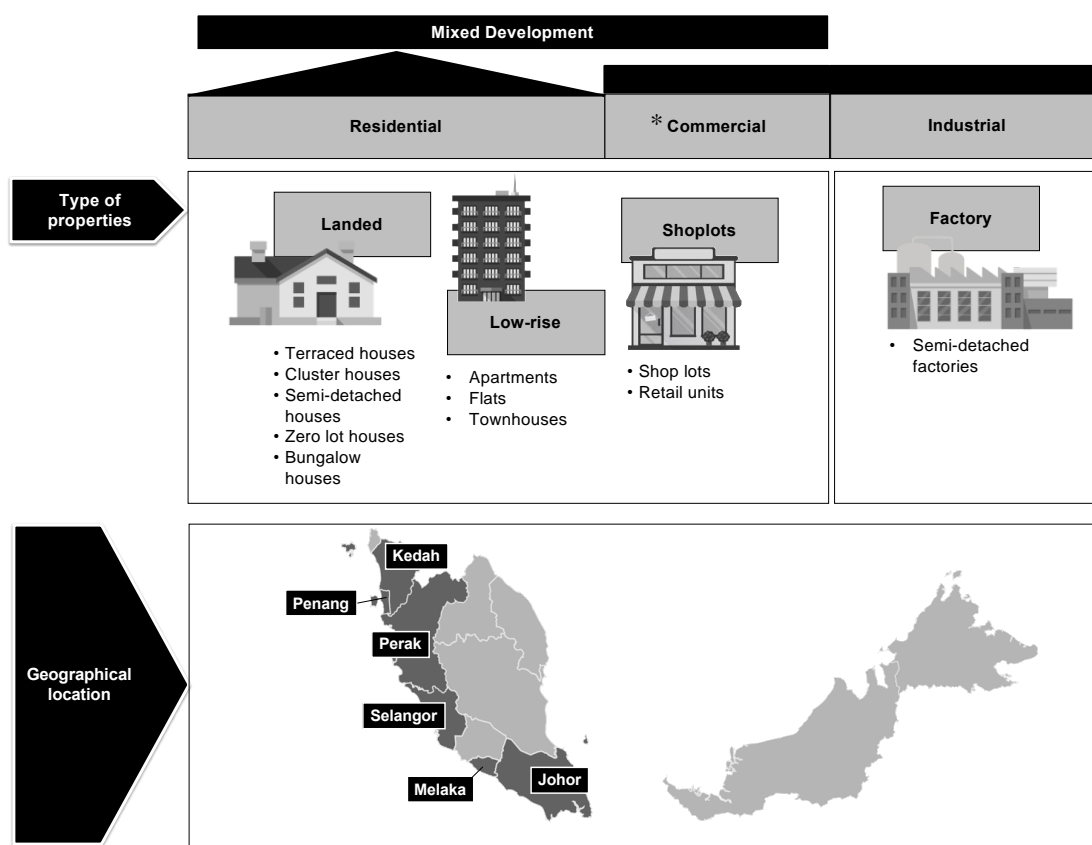 Mixed Development
Residential
* Commercial
Industrial
Type of
properties
Landed
• Terraced houses
• Cluster houses
• Semi-detached
houses
• Zero lot houses
• Bungalow
houses
Low-rise
• Apartments
• Flats
• Townhouses
Shoplots
• Shop lots
• Retail units
Factory
• Semi-detached
factories
Geographical
location
Kedah
Penang
Perak
Selangor
Melaka
Johor